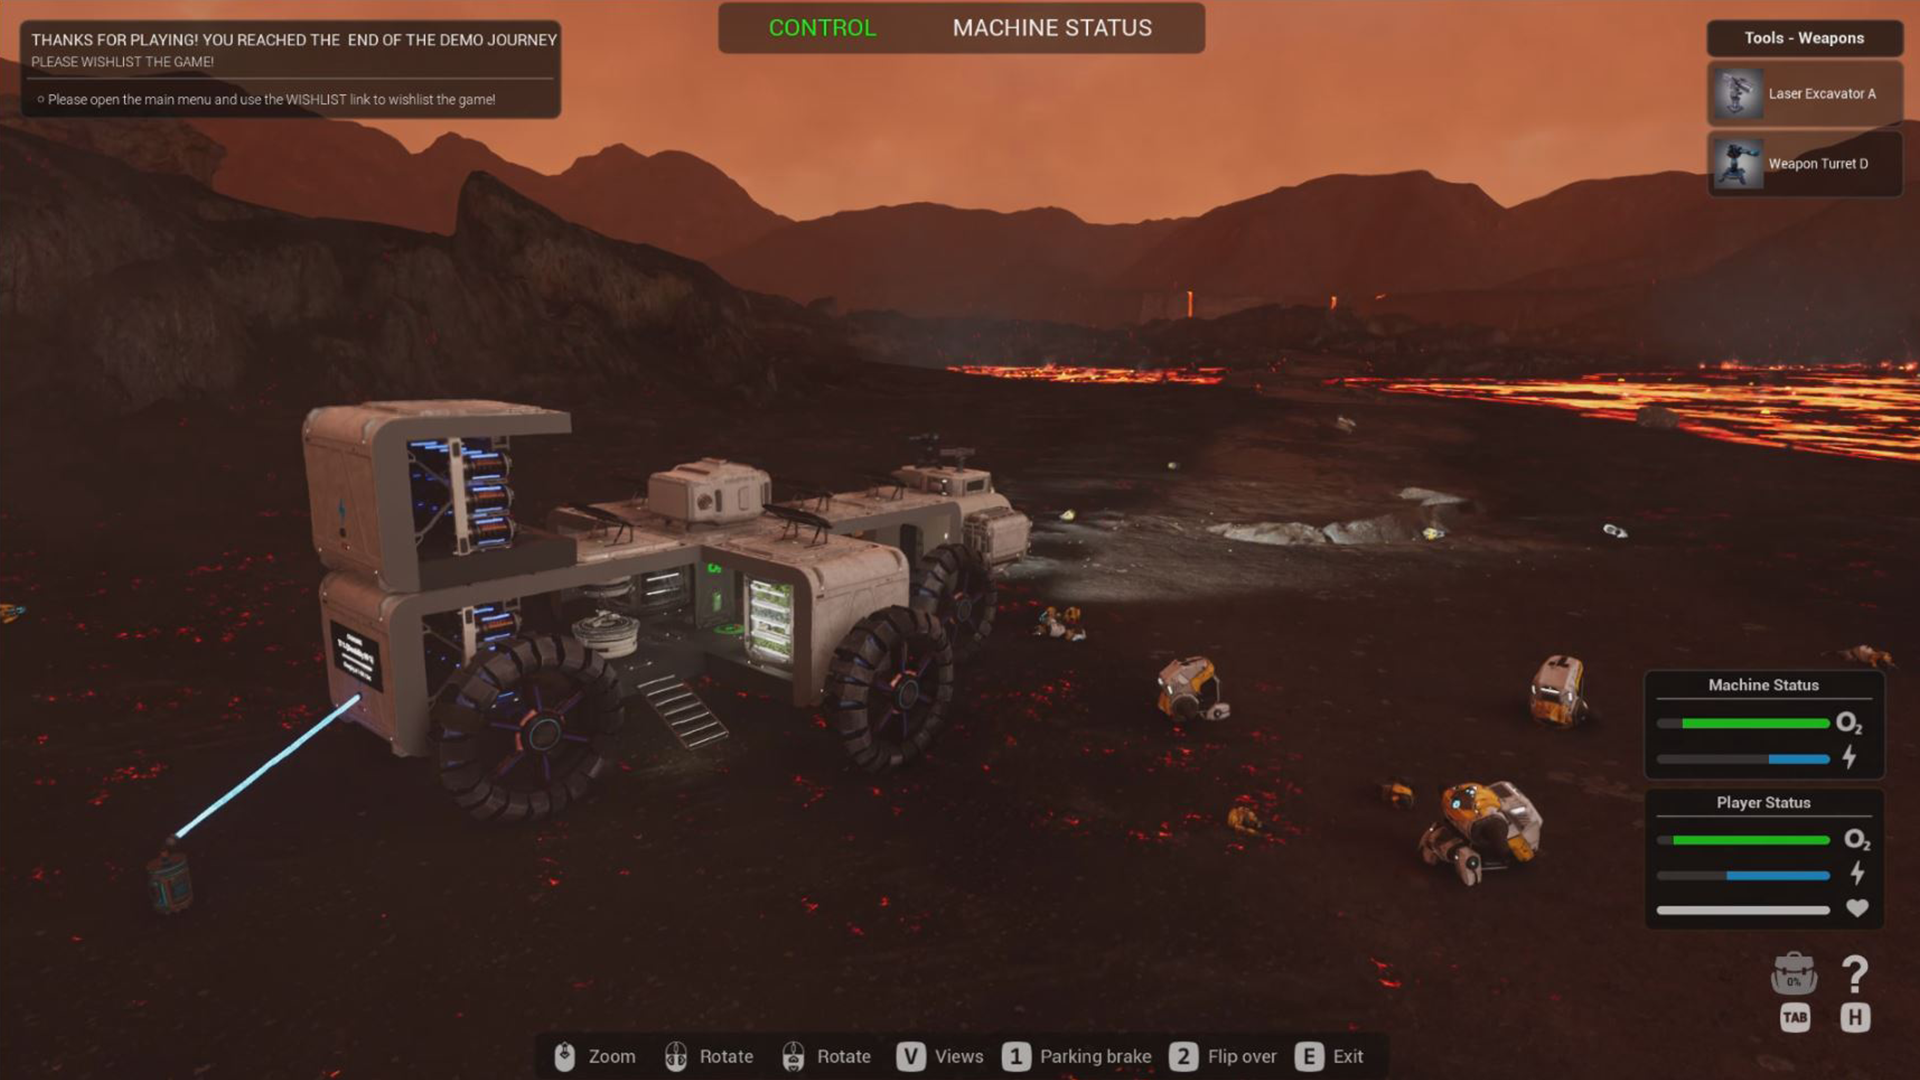 THANKS FOR PLAYING! YOU REACHED THE END OF THE DEMO JOURNEY
PLEASE WISHLIST THE GAME!
Please open the main menu and use the WISHLIST link to wishlist the game!
CONTROL MACHINE STATUS
Tools - Weapons
Laser Excavator A
Weapon Turret D
Machine Status
O2
Player Status
O2
0%
?
TAB H
Zoom Rotate Rotate V Views 1 Parking brake 2 Flip over E Exit